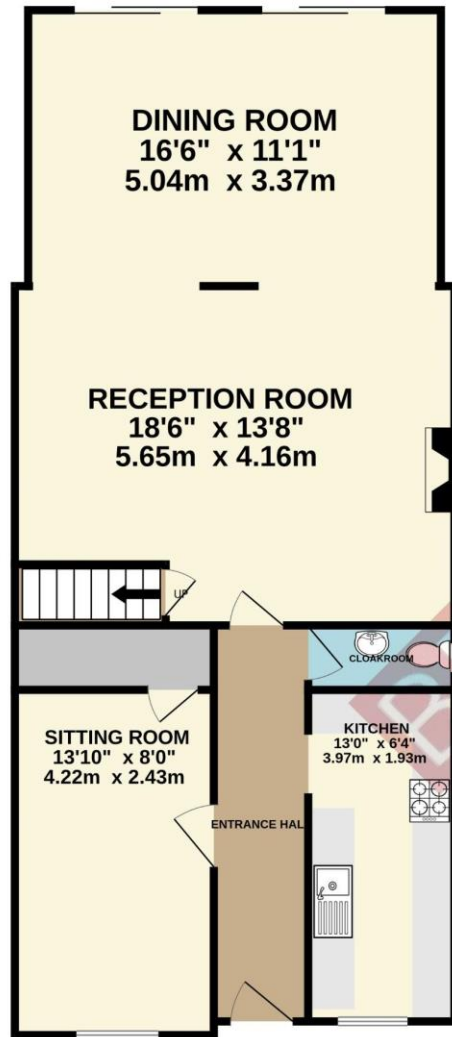 DINING ROOM
16'6" x 11'1"
5.04m x 3.37m
RECEPTION ROOM
18'6" x 13'8"
5.65m x 4.16m
UP
CLOAKROOM
SITTING ROOM
13'10" x 8'0"
4.22m x 2.43m
KITCHEN
13'0" x 6'4"
3.97m x 1.93m
ENTRANCE HAL